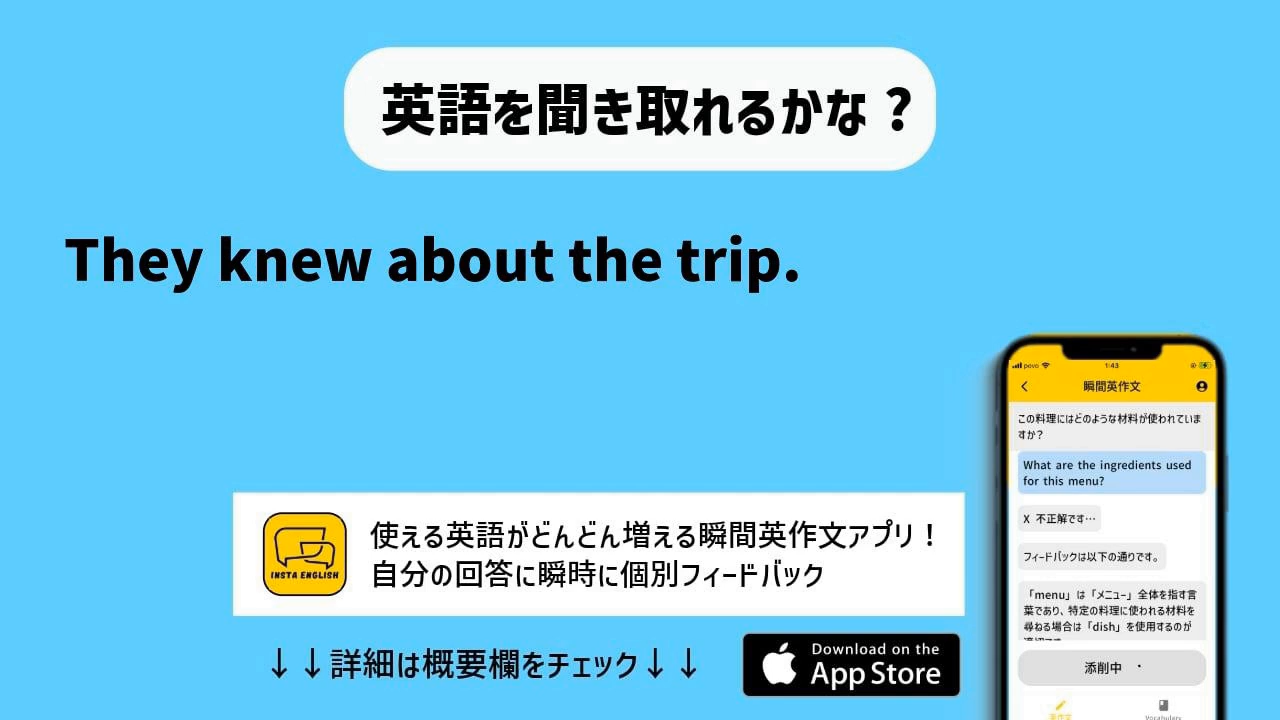 英語を聞き取れるかな？
They knew about the trip.
povo
1:43
瞬間英作文
この料理にはどのような材料が使われていま
すか？
What are the ingredients used
for this menu?
X 不正解です…
フィードバックは以下の通りです。
「menu」は「メニュー」全体を指す言
葉であり、特定の料理に使われる材料を
尋ねる場合は「dish」を使用するのが
添削中
英作文
Vocabulary
INSTA ENGLISH
使える英語がどんどん増える瞬間英作文アプリ！
自分の回答に瞬時に個別フィードバック
↓↓詳細は概要欄をチェック↓↓
Download on the
App Store